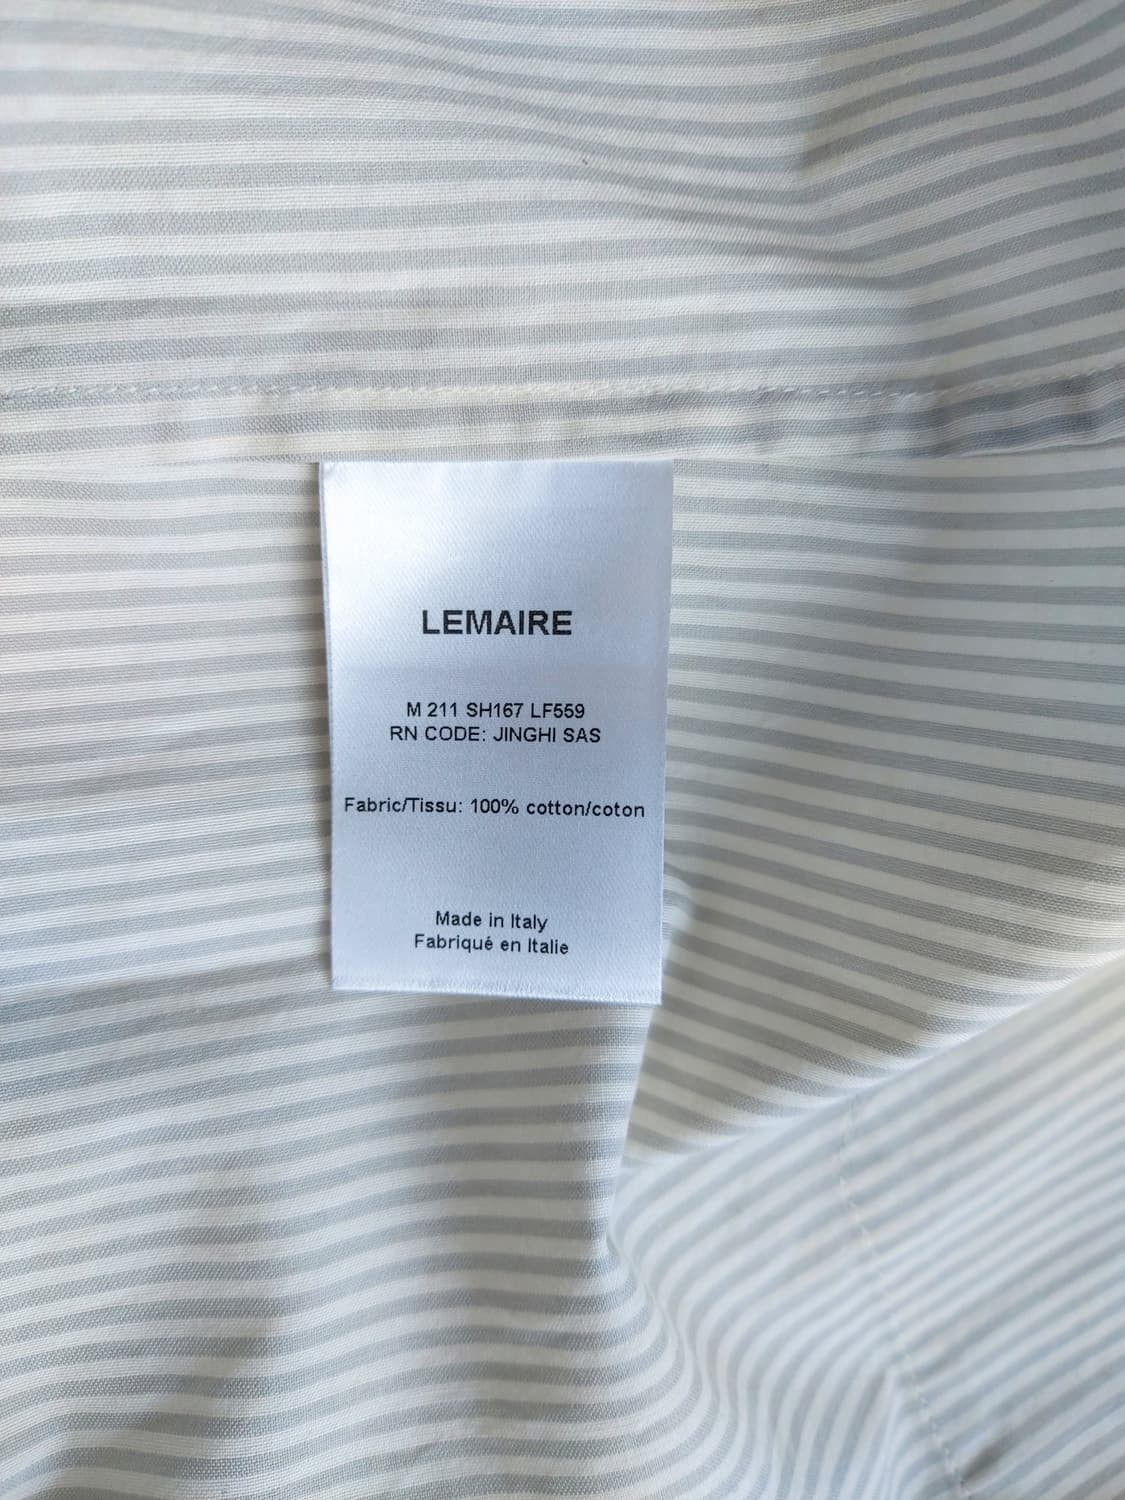 LEMAIRE
M 211 SH167 LF559
RN CODE: JINGHI SAS
Fabric/Tissu: 100% cotton/coton
Made in Italy
Fabriqué en Italie